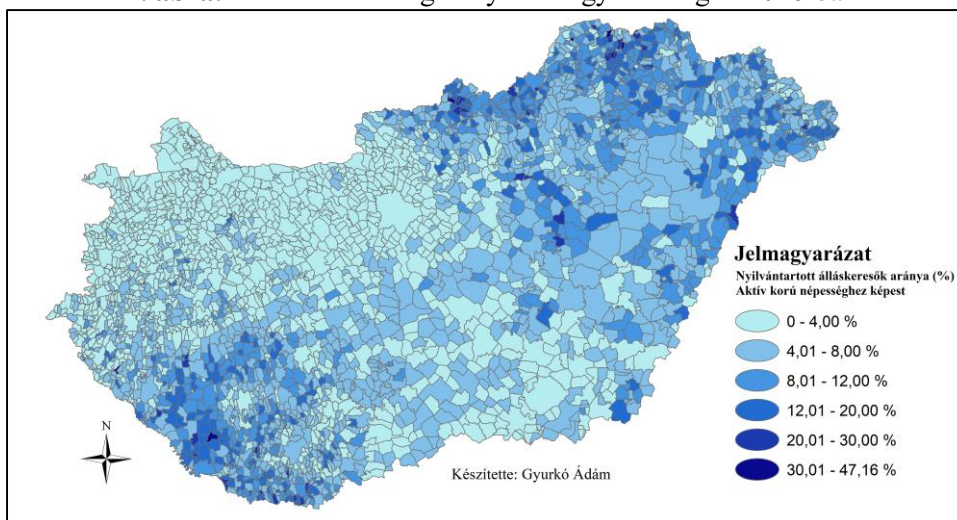 Jelmagyarázat
Nyilvántartott álláskeresők aránya (%)
Aktív korú népességhez képest
0 - 4,00 %
4,01 - 8,00 %
8,01 - 12,00 %
12,01 - 20,00 %
20,01 - 30,00 %
30,01 - 47,16 %
N
Készítette: Gyurkó Ádám